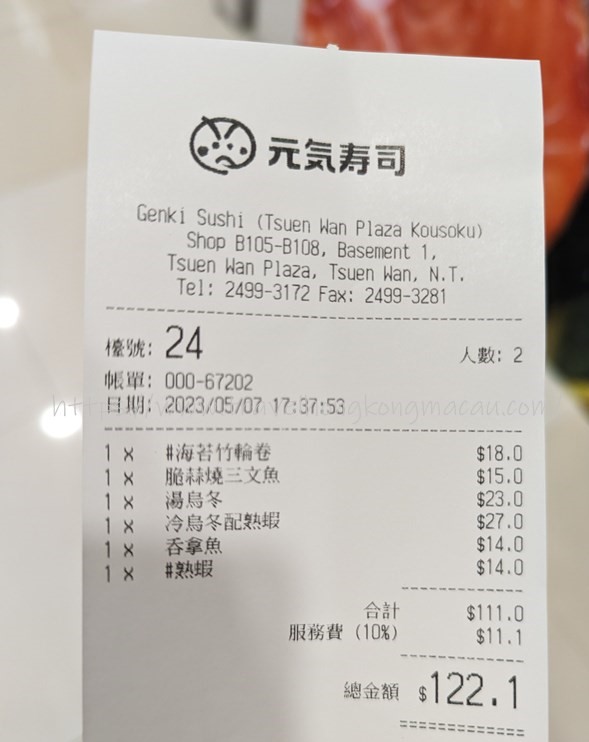 元気寿司
Genki Sushi (Tsuen Wan Plaza Kousoku)
Shop B105-B108, Basement 1,
Tsuen Wan Plaza, Tsuen Wan, N.T.
Tel: 2499-3172 Fax: 2499-3281
檯號: 24 人數: 2
帳單: 000-67202
日期: 2023/05/07 17:37:53
1 x #海苔竹輪卷 $18.0
1 x 脆蒜燒三文魚 $15.0
1 x 湯烏冬 $23.0
1 x 冷烏冬配熟蝦 $27.0
1 x 吞拿魚 $14.0
1 x #熟蝦 $14.0
合計 $111.0
服務費 (10%) $11.1
總金額 $122.1